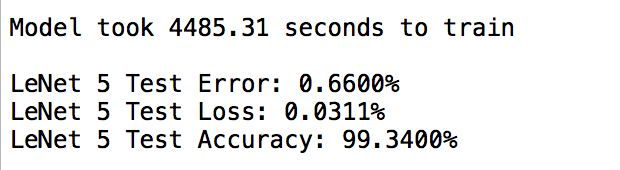 Model took 4485.31 seconds to train
LeNet 5 Test Error: 0.6600%
LeNet 5 Test Loss: 0.0311%
LeNet 5 Test Accuracy: 99.3400%